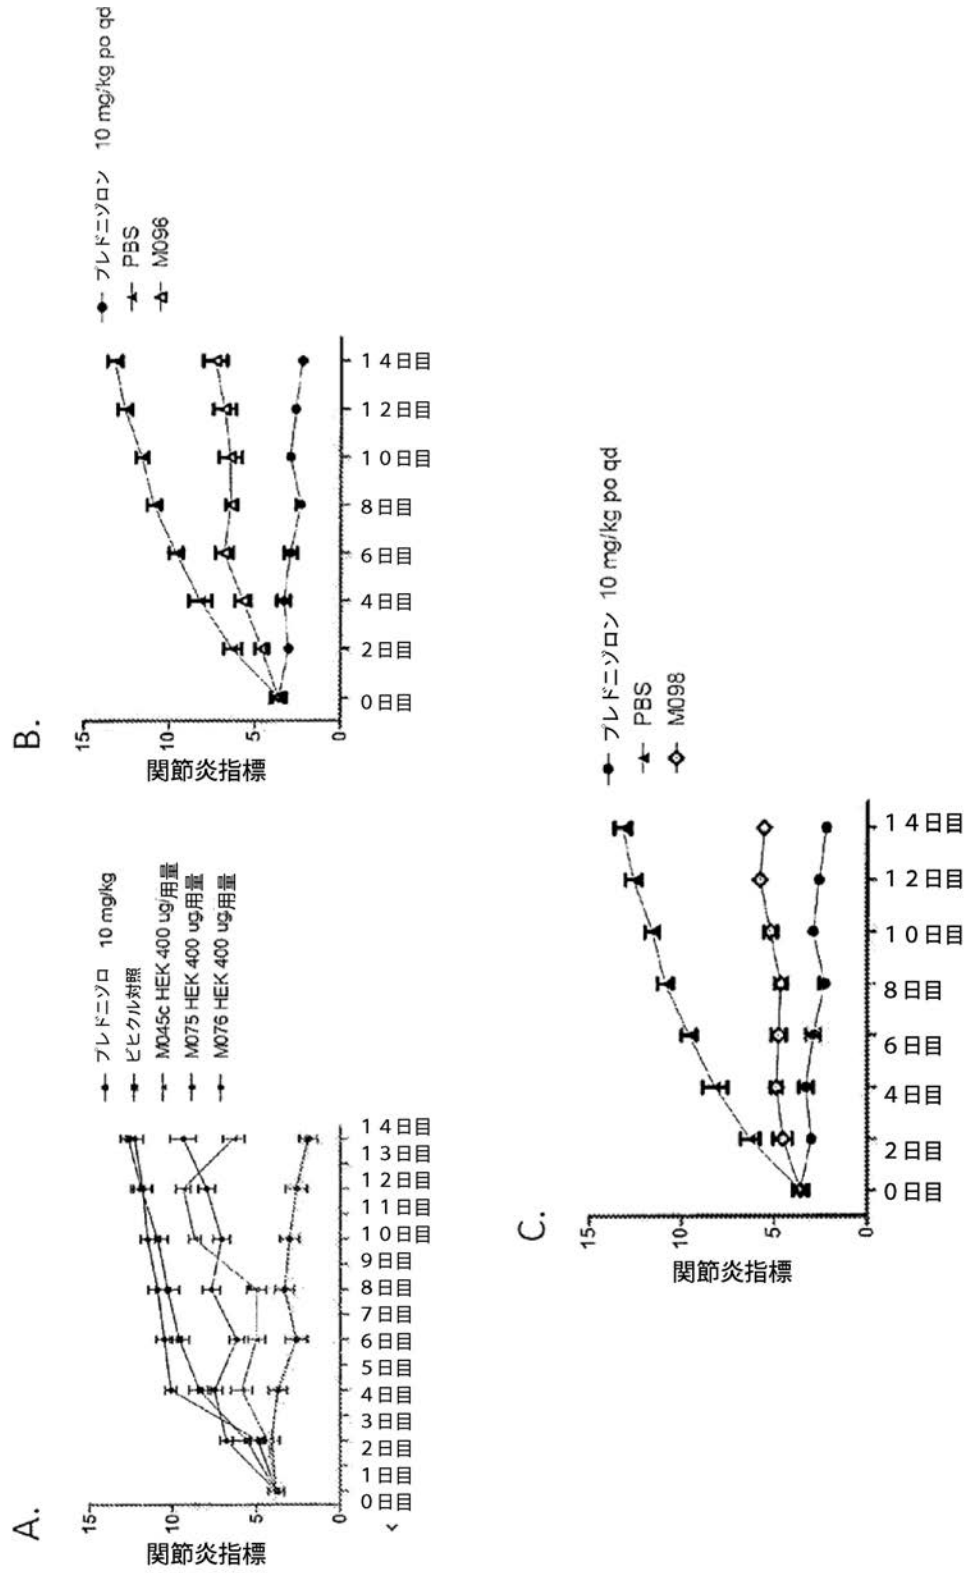 A.
関節炎指標
15
10
5
0
0日目
1日目
2日目
3日目
4日目
5日目
6日目
7日目
8日目
9日目
10日目
11日目
12日目
13日目
14日目
プレドニゾロ 10 mg/kg
ビヒクル対照
M045c HEK 400 ug/用量
M075 HEK 400 ug/用量
M076 HEK 400 ug/用量
B.
関節炎指標
15
10
5
0
0日目
2日目
4日目
6日目
8日目
10日目
12日目
14日目
プレドニゾロン 10 mg/kg po qd
PBS
M096
C.
関節炎指標
15
10
5
0
0日目
2日目
4日目
6日目
8日目
10日目
12日目
14日目
プレドニゾロン 10 mg/kg po qd
PBS
M098